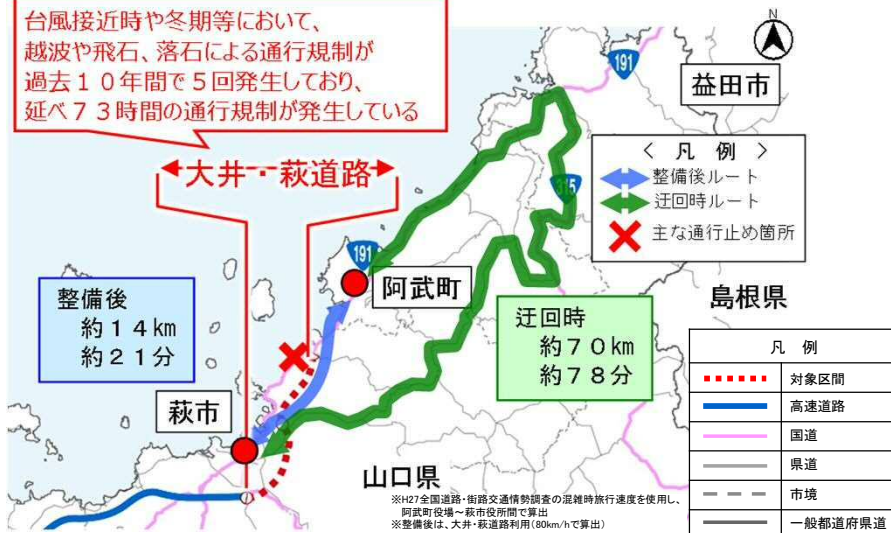 台風接近時や冬期等において、
越波や飛石、落石による通行規制が
過去１０年間で５回発生しており、
延べ７３時間の通行規制が発生している
N
191
益田市
大井・萩道路
＜ 凡 例 ＞
整備後ルート
迂回時ルート
主な通行止め箇所
315
191
阿武町
島根県
整備後
約１４km
約２１分
迂回時
約７０km
約７８分
萩市
山口県
凡 例
対象区間
高速道路
国道
県道
市境
一般都道府県道
※H27全国道路・街路交通情勢調査の混雑時旅行速度を使用し、
阿武町役場～萩市役所間で算出
※整備後は、大井・萩道路利用(80km/hで算出)